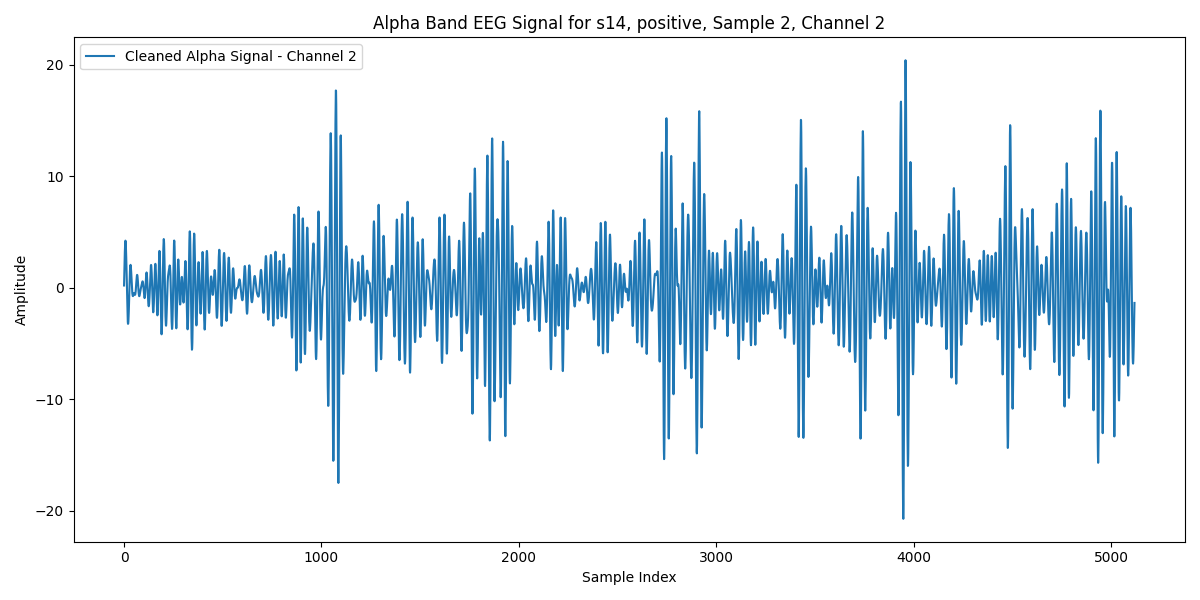 Alpha Band EEG Signal for s14, positive, Sample 2, Channel 2
Cleaned Alpha Signal - Channel 2
Amplitude
20
10
0
−10
−20
0 1000 2000 3000 4000 5000
Sample Index